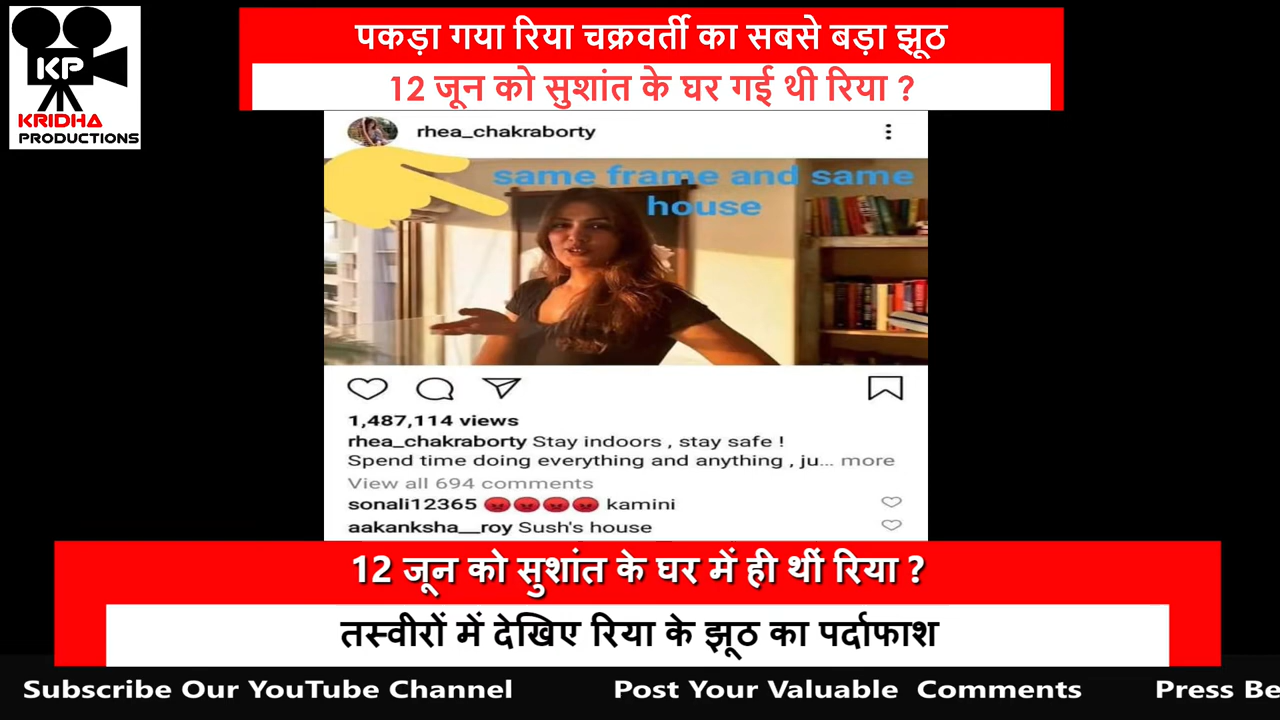 KP
KRIDHA
PRODUCTIONS
पकड़ा गया रिया चक्रवर्ती का सबसे बड़ा झूठ
12 जून को सुशांत के घर गई थी रिया ?
rhea_chakraborty
same frame and same
house
1,487,114 views
rhea_chakraborty Stay indoors , stay safe !
Spend time doing everything and anything , ju... more
View all 694 comments
sonali12365 😡😡😡😡 kamini
aakanksha__roy Sush's house
12 जून को सुशांत के घर में ही थीं रिया ?
तस्वीरों में देखिए रिया के झूठ का पर्दाफाश
Subscribe Our YouTube Channel Post Your Valuable Comments Press Be